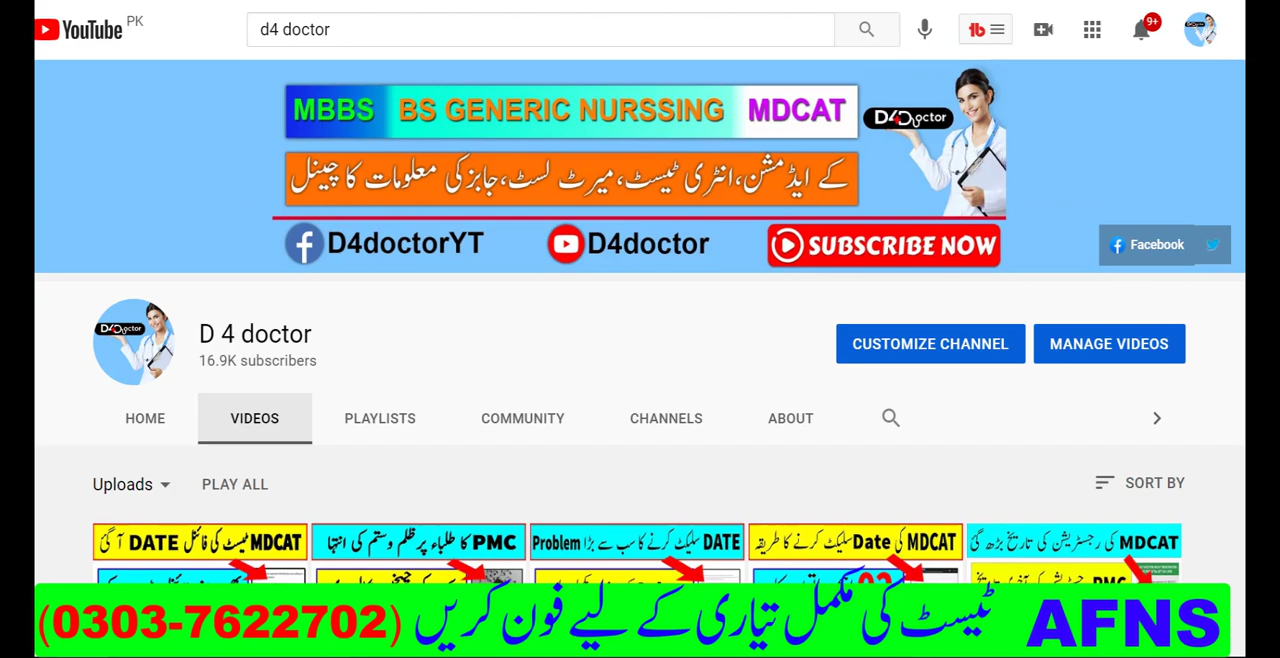 YouTube PK
d4 doctor
9+
MBBS BS GENERIC NURSSING MDCAT
D4Doctor
کے ایڈمشن،انٹری ٹیسٹ،میرٹ لسٹ،جابزکی معلومات کا چینل
D4doctorYT D4doctor SUBSCRIBE NOW
Facebook
D4Doctor
D 4 doctor
16.9K subscribers
CUSTOMIZE CHANNEL MANAGE VIDEOS
HOME VIDEOS PLAYLISTS COMMUNITY CHANNELS ABOUT
Uploads PLAY ALL SORT BY
MDCAT ٹیسٹ کی فائنل DATE آ گئی
PMC کا طلباء پر ظلم و ستم کی انتہا
DATE سلیکٹ کرنے کا سب سے بڑا Problem
MDCAT کی Date سلیکٹ کرنے کا طریقہ
MDCAT کی رجسٹریشن کی تاریخ بڑھ گئی
AFNS ٹیسٹ کی مکمل تیاری کے لیے فون کریں (0303-7622702)